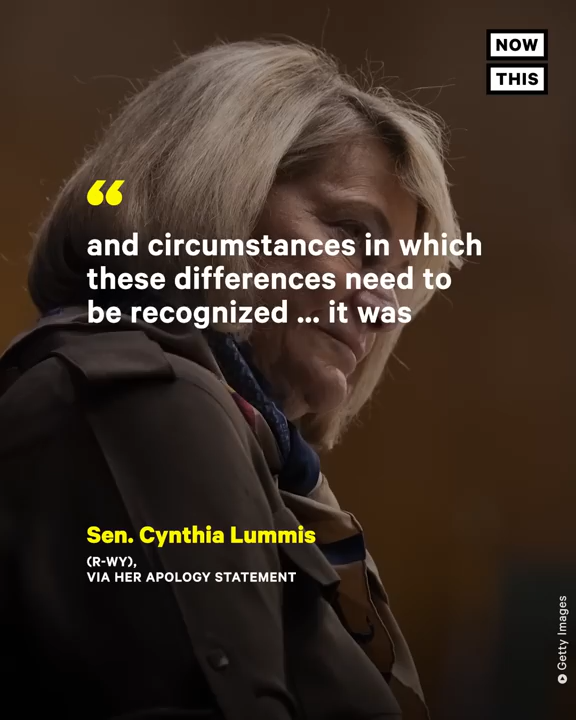 NOW
THIS
“
and circumstances in which
these differences need to
be recognized ... it was
Sen. Cynthia Lummis
(R-WY),
VIA HER APOLOGY STATEMENT
Getty Images